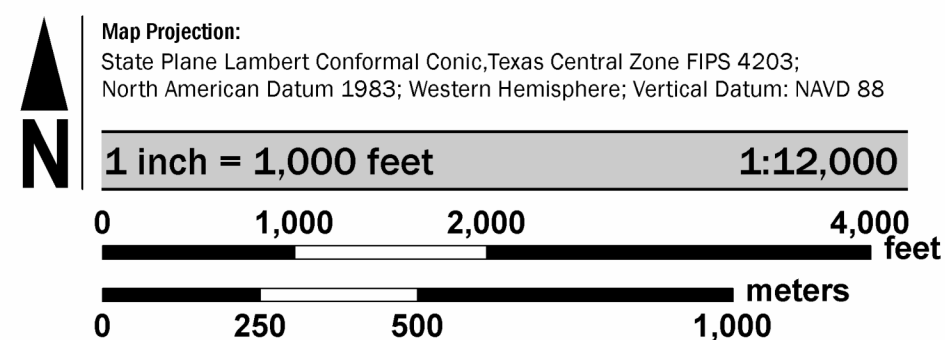 Map Projection:
State Plane Lambert Conformal Conic,Texas Central Zone FIPS 4203;
North American Datum 1983; Western Hemisphere; Vertical Datum: NAVD 88
N
1 inch = 1,000 feet 1:12,000
0 1,000 2,000 4,000
feet
meters
0 250 500 1,000